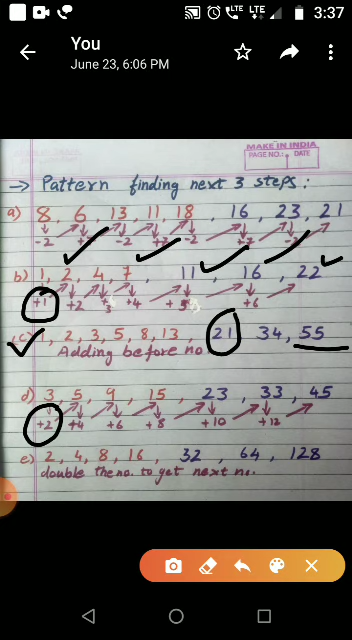 3:37
You
June 23, 6:06 PM
MAKE IN INDIA
PAGE NO.: DATE
→ Pattern finding next 3 steps:
a) 8, 6, 13, 11, 18, 16, 23, 21
-2 -2 +7 -2 +7
b) 1, 2, 4, 7, 11, 16, 22
+1 +2 +3 +4 +5 +6
(c) 1, 2, 3, 5, 8, 13, 21 34, 55
Adding before no
d) 3, 5, 9, 15, 23, 33, 45
+2 +4 +6 +8 +10 +12
e) 2, 4, 8, 16, 32, 64, 128
double the no. to get next no.